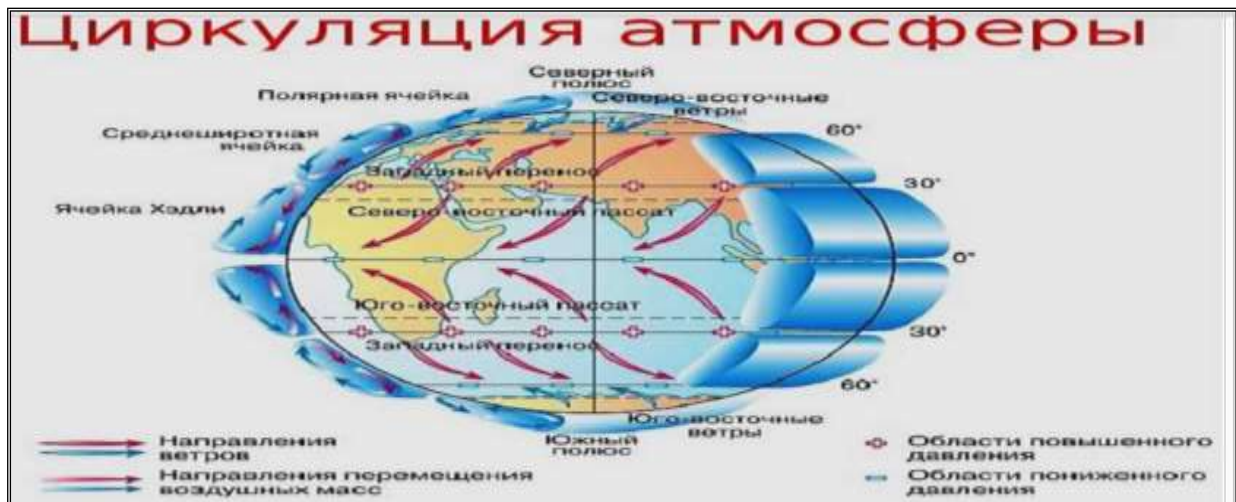 Циркуляция атмосферы
Северный
полюс
Полярная ячейка
Северо-восточные
ветры
Среднеширотная
ячейка
60°
Западный перенос
30°
Ячейка Хэдли
Северо-восточный пассат
0°
Юго-восточный пассат
30°
Западный перенос
60°
Юго-восточные
ветры
Южный
полюс
Направления
ветров
Направления перемещения
воздушных масс
Области повышенного
давления
Области пониженного
давления